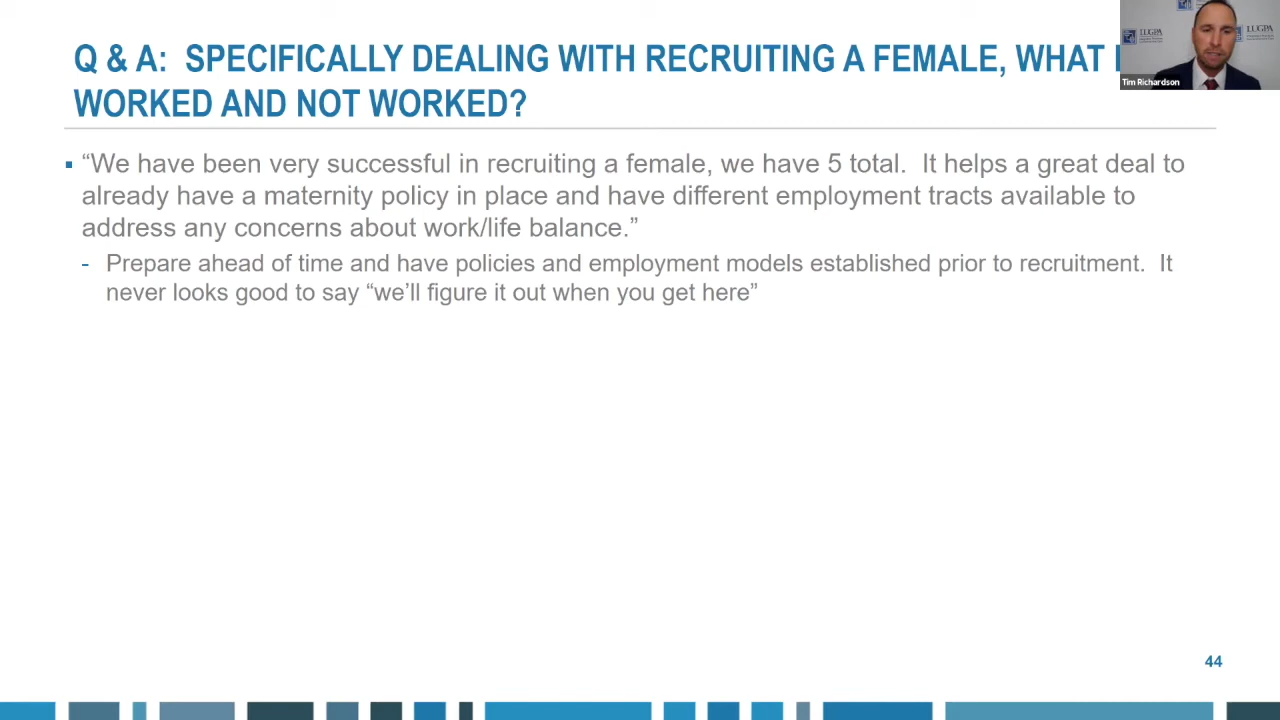 Q & A: SPECIFICALLY DEALING WITH RECRUITING A FEMALE, WHAT
WORKED AND NOT WORKED?
LUGPA
LUGPA
Tim Richardson
▪ “We have been very successful in recruiting a female, we have 5 total. It helps a great deal to
already have a maternity policy in place and have different employment tracts available to
address any concerns about work/life balance.”
- Prepare ahead of time and have policies and employment models established prior to recruitment. It
never looks good to say “we’ll figure it out when you get here”
44